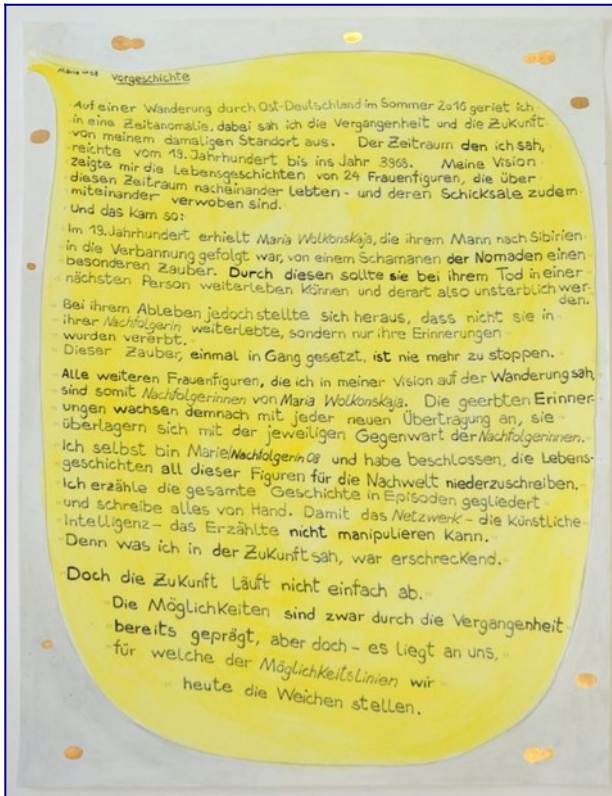 Marie →08 Vorgeschichte
Auf einer Wanderung durch Ost-Deutschland im Sommer 2016 geriet ich
in eine Zeitanomalie, dabei sah ich die Vergangenheit und die Zukunft
von meinem damaligen Standort aus. Der Zeitraum den ich sah,
reichte vom 19. Jahrhundert bis ins Jahr 3965. Meine Vision
zeigte mir die Lebensgeschichten von 24 Frauenfiguren, die über
diesen Zeitraum nacheinander lebten - und deren Schicksale zudem
miteinander verwoben sind.
Und das kam so:
Im 19. Jahrhundert erhielt Maria Wolkonskaja, die ihrem Mann nach Sibirien
in die Verbannung gefolgt war, von einem Schamanen der Nomaden einen
besonderen Zauber. Durch diesen sollte sie bei ihrem Tod in einer
nächsten Person weiterleben können und derart also unsterblich wer-
den.
Bei ihrem Ableben jedoch stellte sich heraus, dass nicht sie in
ihrer Nachfolgerin weiterlebte, sondern nur ihre Erinnerungen
wurden vererbt.
Dieser Zauber, einmal in Gang gesetzt, ist nie mehr zu stoppen.
Alle weiteren Frauenfiguren, die ich in meiner Vision auf der Wanderung sah,
sind somit Nachfolgerinnen von Maria Wolkonskaja. Die geerbten Erinner-
ungen wachsen demnach mit jeder neuen Übertragung an, sie
überlagern sich mit der jeweiligen Gegenwart der Nachfolgerinnen.
Ich selbst bin Marie/Nachfolgerin 08 und habe beschlossen, die Lebens-
geschichten all dieser Figuren für die Nachwelt niederzuschreiben.
Ich erzähle die gesamte Geschichte in Episoden gegliedert
und schreibe alles von Hand. Damit das Netzwerk - die künstliche
Intelligenz - das Erzählte nicht manipulieren kann.
Denn was ich in der Zukunft sah, war erschreckend.
Doch die Zukunft läuft nicht einfach ab.
Die Möglichkeiten sind zwar durch die Vergangenheit
bereits geprägt, aber doch - es liegt an uns,
für welche der Möglichkeitslinien wir
heute die Weichen stellen.